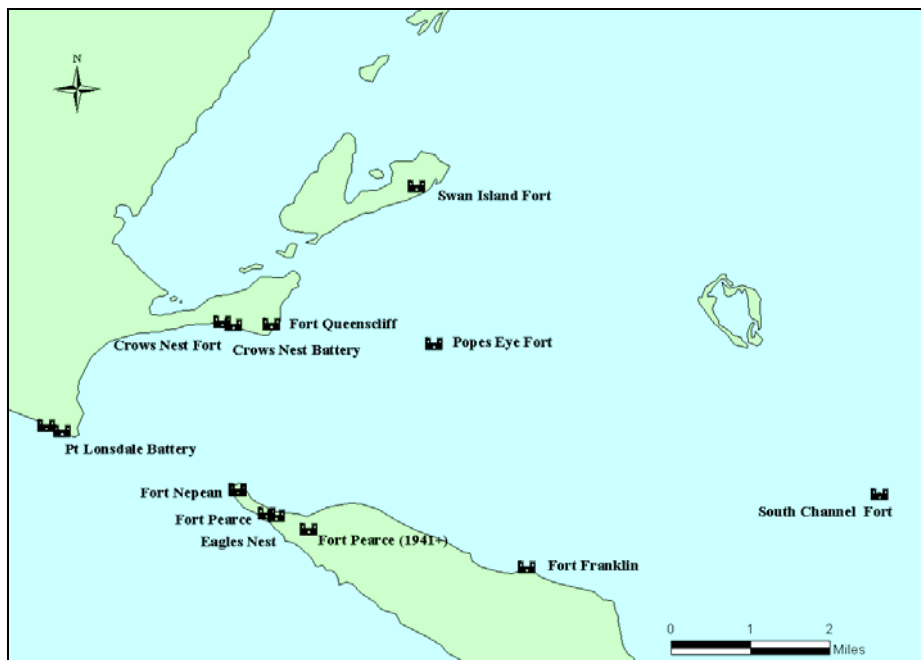 N
Swan Island Fort
Fort Queenscliff
Crows Nest Fort
Crows Nest Battery
Popes Eye Fort
Pt Lonsdale Battery
Fort Nepean
Fort Pearce
South Channel Fort
Eagles Nest
Fort Pearce (1941+)
Fort Franklin
0 1 2
Miles